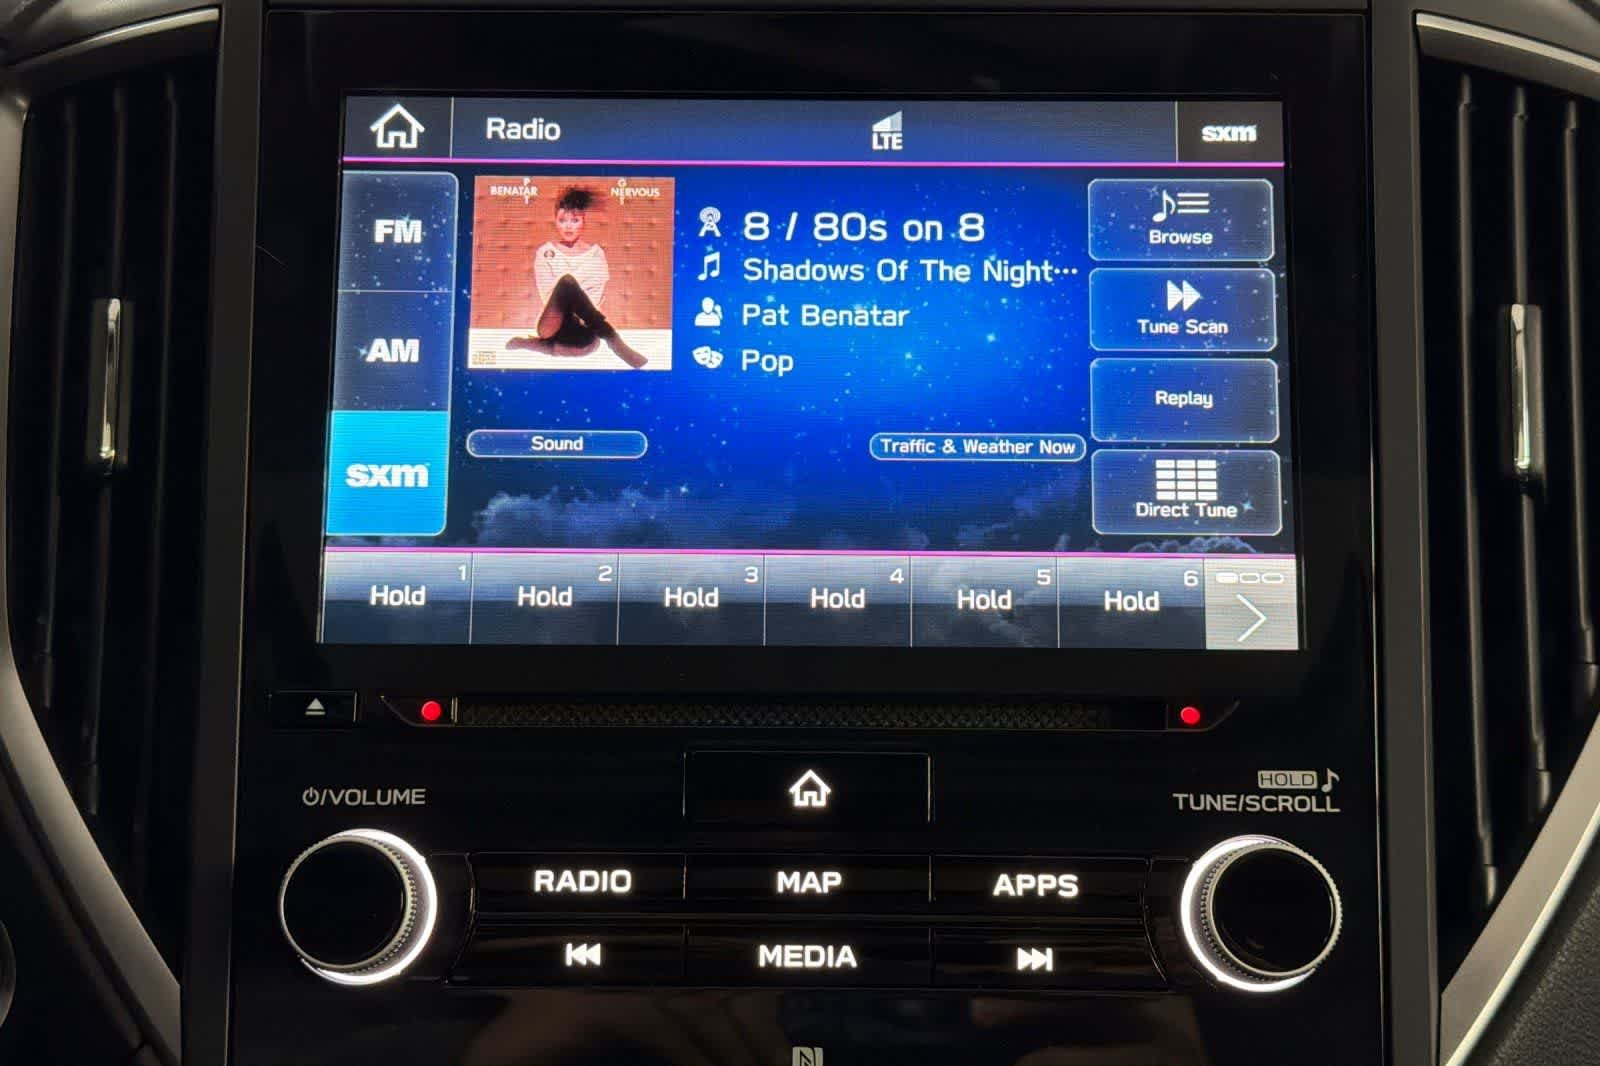 Radio
LTE
sxm
FM
AM
sxm
BENATAR
PAT
GET
NERVOUS
8 / 80s on 8
Shadows Of The Night…
Pat Benatar
Pop
Sound
Traffic & Weather Now
Browse
Tune Scan
Replay
Direct Tune
1
Hold
2
Hold
3
Hold
4
Hold
5
Hold
6
Hold
/VOLUME
HOLD
TUNE/SCROLL
RADIO
MAP
APPS
MEDIA